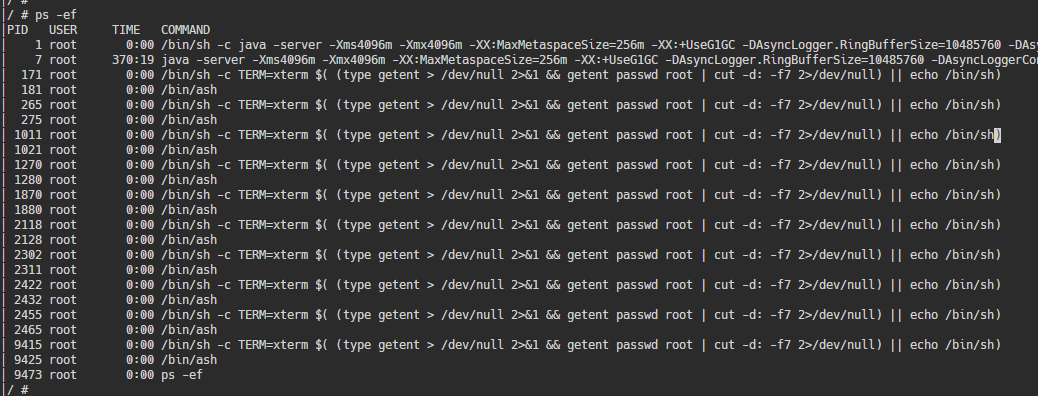 |/ #
|/ # ps -ef
|PID   USER     TIME   COMMAND
|    1 root       0:00 /bin/sh -c java -server -Xms4096m -Xmx4096m -XX:MaxMetaspaceSize=256m -XX:+UseG1GC -DAsyncLogger.RingBufferSize=10485760 -DAs
|    7 root     370:19 java -server -Xms4096m -Xmx4096m -XX:MaxMetaspaceSize=256m -XX:+UseG1GC -DAsyncLogger.RingBufferSize=10485760 -DAsyncLoggerCon
|  171 root       0:00 /bin/sh -c TERM=xterm $( (type getent > /dev/null 2>&1 && getent passwd root | cut -d: -f7 2>/dev/null) || echo /bin/sh)
|  181 root       0:00 /bin/ash
|  265 root       0:00 /bin/sh -c TERM=xterm $( (type getent > /dev/null 2>&1 && getent passwd root | cut -d: -f7 2>/dev/null) || echo /bin/sh)
|  275 root       0:00 /bin/ash
| 1011 root       0:00 /bin/sh -c TERM=xterm $( (type getent > /dev/null 2>&1 && getent passwd root | cut -d: -f7 2>/dev/null) || echo /bin/sh)
| 1021 root       0:00 /bin/ash
| 1270 root       0:00 /bin/sh -c TERM=xterm $( (type getent > /dev/null 2>&1 && getent passwd root | cut -d: -f7 2>/dev/null) || echo /bin/sh)
| 1280 root       0:00 /bin/ash
| 1870 root       0:00 /bin/sh -c TERM=xterm $( (type getent > /dev/null 2>&1 && getent passwd root | cut -d: -f7 2>/dev/null) || echo /bin/sh)
| 1880 root       0:00 /bin/ash
| 2118 root       0:00 /bin/sh -c TERM=xterm $( (type getent > /dev/null 2>&1 && getent passwd root | cut -d: -f7 2>/dev/null) || echo /bin/sh)
| 2128 root       0:00 /bin/ash
| 2302 root       0:00 /bin/sh -c TERM=xterm $( (type getent > /dev/null 2>&1 && getent passwd root | cut -d: -f7 2>/dev/null) || echo /bin/sh)
| 2311 root       0:00 /bin/ash
| 2422 root       0:00 /bin/sh -c TERM=xterm $( (type getent > /dev/null 2>&1 && getent passwd root | cut -d: -f7 2>/dev/null) || echo /bin/sh)
| 2432 root       0:00 /bin/ash
| 2455 root       0:00 /bin/sh -c TERM=xterm $( (type getent > /dev/null 2>&1 && getent passwd root | cut -d: -f7 2>/dev/null) || echo /bin/sh)
| 2465 root       0:00 /bin/ash
| 9415 root       0:00 /bin/sh -c TERM=xterm $( (type getent > /dev/null 2>&1 && getent passwd root | cut -d: -f7 2>/dev/null) || echo /bin/sh)
| 9425 root       0:00 /bin/ash
| 9473 root       0:00 ps -ef
|/ #